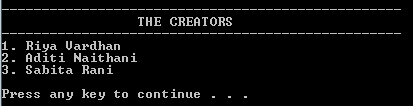 THE CREATORS
1. Riya Vardhan
2. Aditi Naithani
3. Sabita Rani
Press any key to continue . . .